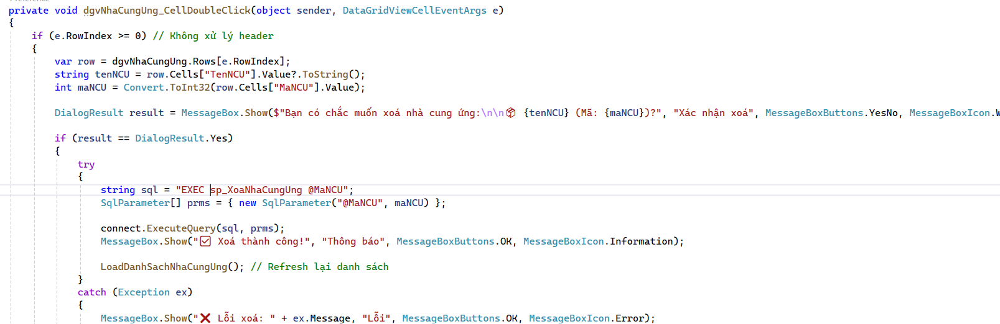 private void dgvNhaCungUng_CellDoubleClick(object sender, DataGridViewCellEventArgs e)
{
if (e.RowIndex >= 0) // Không xử lý header
{
var row = dgvNhaCungUng.Rows[e.RowIndex];
string tenNCU = row.Cells["TenNCU"].Value?.ToString();
int maNCU = Convert.ToInt32(row.Cells["MaNCU"].Value);
DialogResult result = MessageBox.Show($"Bạn có chắc muốn xoá nhà cung ứng:\n\n📦 {tenNCU} (Mã: {maNCU})?", "Xác nhận xoá", MessageBoxButtons.YesNo, MessageBoxIcon.W
if (result == DialogResult.Yes)
{
try
{
string sql = "EXEC sp_XoaNhaCungUng @MaNCU";
SqlParameter[] prms = { new SqlParameter("@MaNCU", maNCU) };
connect.ExecuteQuery(sql, prms);
MessageBox.Show("✅ Xoá thành công!", "Thông báo", MessageBoxButtons.OK, MessageBoxIcon.Information);
LoadDanhSachNhaCungUng(); // Refresh lại danh sách
}
catch (Exception ex)
{
MessageBox.Show("❌ Lỗi xoá: " + ex.Message, "Lỗi", MessageBoxButtons.OK, MessageBoxIcon.Error);